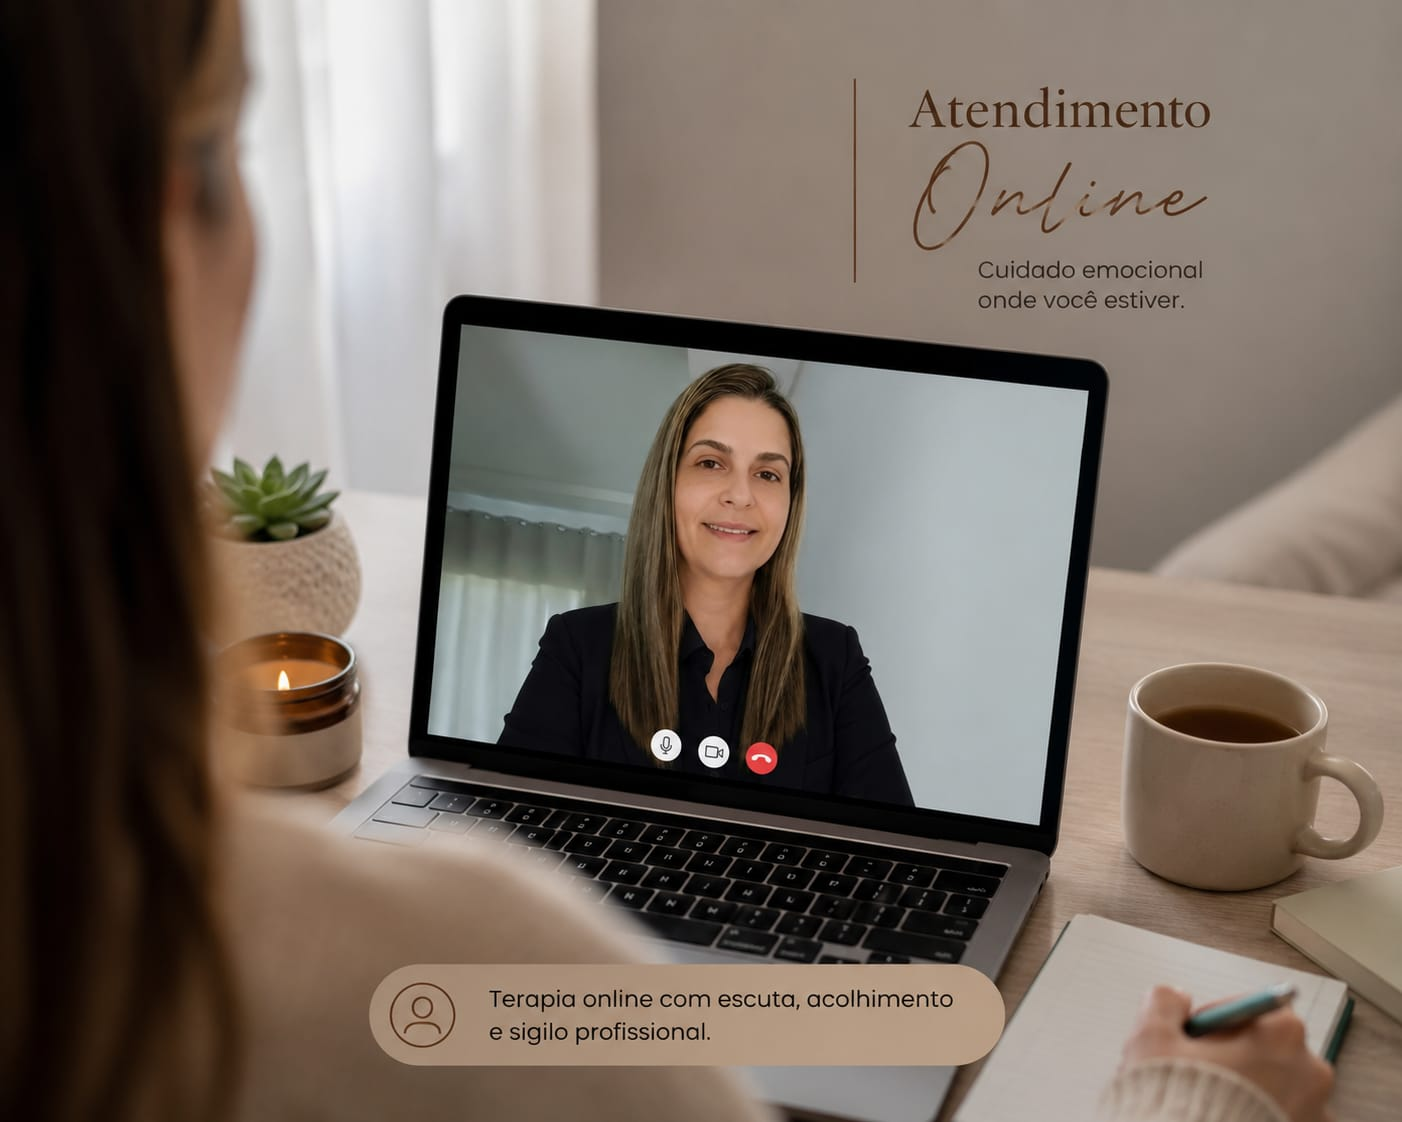 Atendimento
Online
Cuidado emocional
onde você estiver.
Terapia online com escuta, acolhimento
e sigilo profissional.